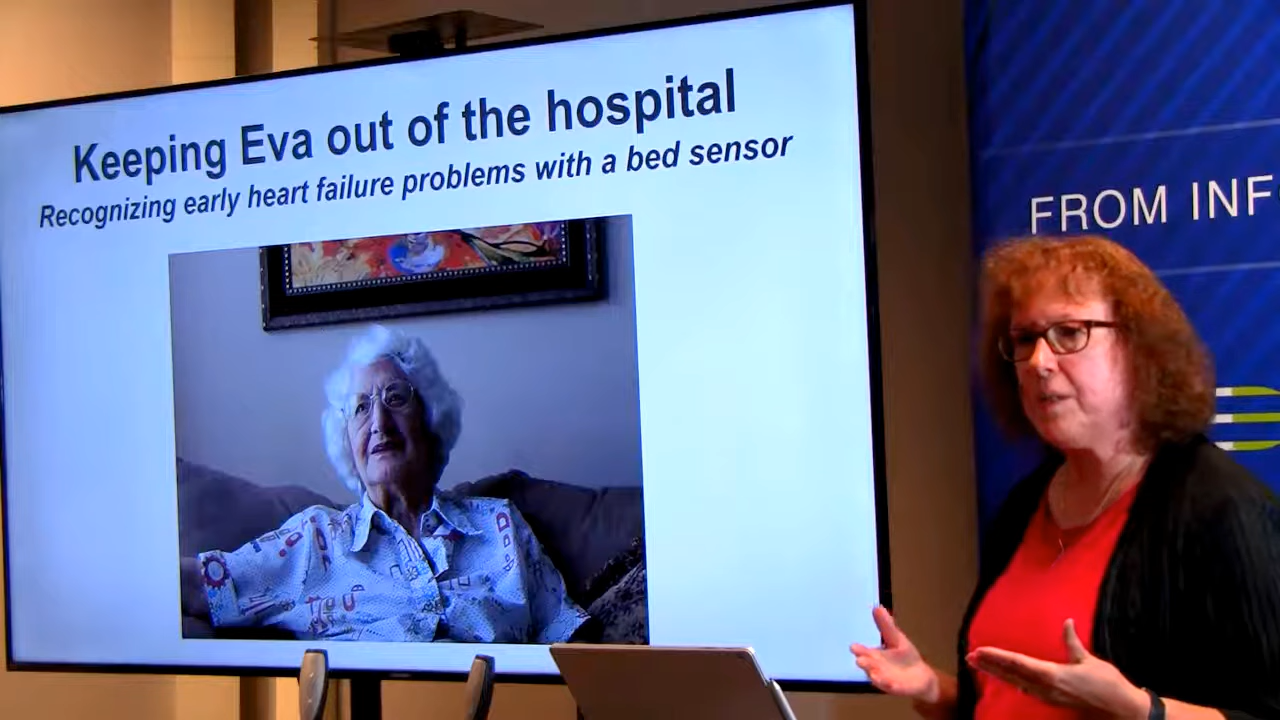 Keeping Eva out of the hospital
Recognizing early heart failure problems with a bed sensor
FROM INF